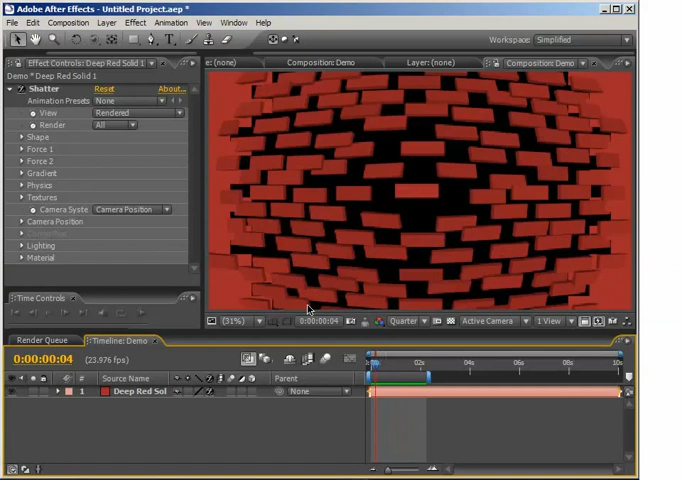 Adobe After Effects - Untitled Project.aep *
File Edit Composition Layer Effect Animation View Window Help
Workspace: Simplified
Effect Controls: Deep Red Solid 1
e: (none) Composition: Demo Layer: (none) Composition: Demo
Demo * Deep Red Solid 1
Shatter Reset About...
Animation Presets None
View Rendered
Render All
Shape
Force 1
Force 2
Gradient
Physics
Textures
Camera Syste Camera Position
Camera Position
Lighting
Material
Time Controls
(31%) 0:00:00:04 Quarter Active Camera 1 View
Render Queue Timeline: Demo
0:00:00:04 (23.976 fps)
02s 04s 06s 08s 10s
# Source Name Parent
1 Deep Red Sol None